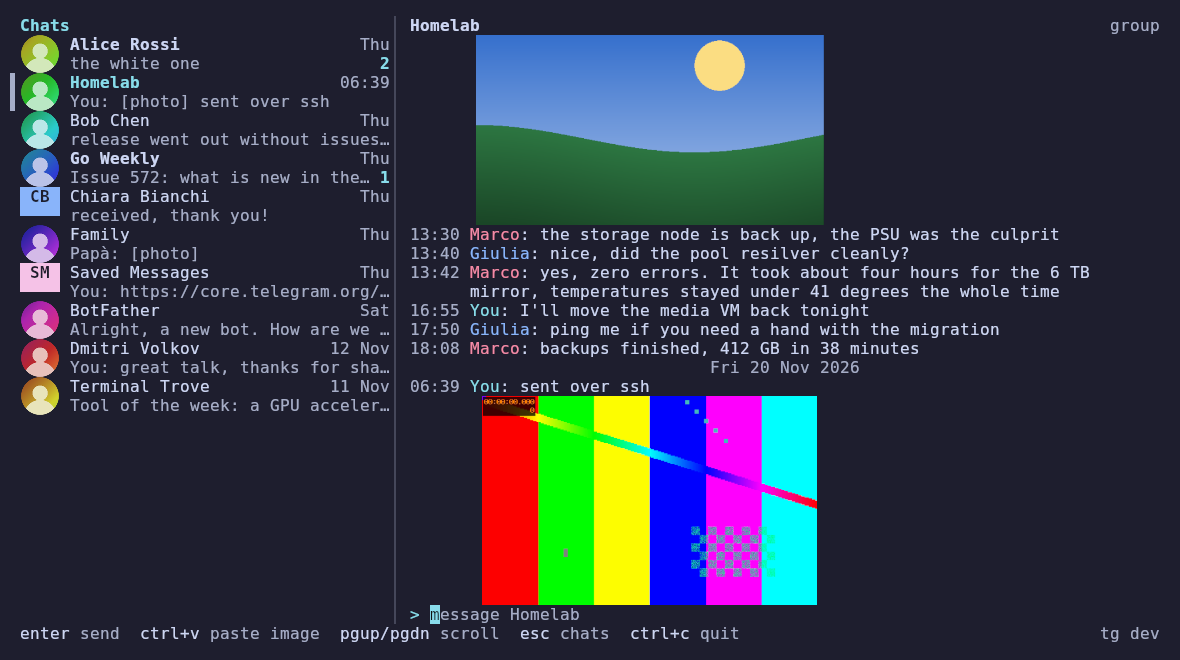 Chats
Alice Rossi Thu
the white one 2
Homelab 06:39
You: [photo] sent over ssh
Bob Chen Thu
release went out without issues…
Go Weekly Thu
Issue 572: what is new in the… 1
CB Chiara Bianchi Thu
received, thank you!
Family Thu
Papà: [photo]
SM Saved Messages Thu
You: https://core.telegram.org/…
BotFather Sat
Alright, a new bot. How are we …
Dmitri Volkov 12 Nov
You: great talk, thanks for sha…
Terminal Trove 11 Nov
Tool of the week: a GPU acceler…
Homelab group
13:30 Marco: the storage node is back up, the PSU was the culprit
13:40 Giulia: nice, did the pool resilver cleanly?
13:42 Marco: yes, zero errors. It took about four hours for the 6 TB
mirror, temperatures stayed under 41 degrees the whole time
16:55 You: I'll move the media VM back tonight
17:50 Giulia: ping me if you need a hand with the migration
18:08 Marco: backups finished, 412 GB in 38 minutes
Fri 20 Nov 2026
06:39 You: sent over ssh
00:00:00.000
0
> message Homelab
enter send ctrl+v paste image pgup/pgdn scroll esc chats ctrl+c quit tg dev